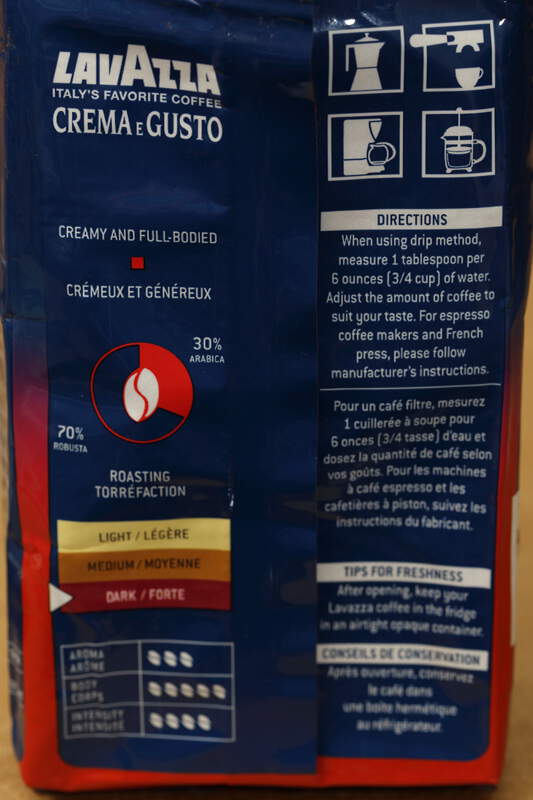 LAVAZZA
ITALY'S FAVORITE COFFEE
CREMA E GUSTO
CREAMY AND FULL-BODIED
CRÉMEUX ET GÉNÉREUX
30%
ARABICA
70%
ROBUSTA
ROASTING
TORRÉFACTION
LIGHT / LÉGÈRE
MEDIUM / MOYENNE
DARK / FORTE
AROMA
ARÔME
BODY
CORPS
INTENSITY
INTENSITÉ
DIRECTIONS
When using drip method,
measure 1 tablespoon per
6 ounces (3/4 cup) of water.
Adjust the amount of coffee to
suit your taste. For espresso
coffee makers and French
press, please follow
manufacturer's instructions.
Pour un café filtre, mesurez
1 cuillerée à soupe pour
6 onces (3/4 tasse) d'eau et
dosez la quantité de café selon
vos goûts. Pour les machines
à café espresso et les
cafetières à piston, suivez les
instructions du fabricant.
TIPS FOR FRESHNESS
After opening, keep your
Lavazza coffee in the fridge
in an airtight opaque container.
CONSEILS DE CONSERVATION
Après ouverture, conservez
le café dans
une boîte hermétique
au réfrigérateur.